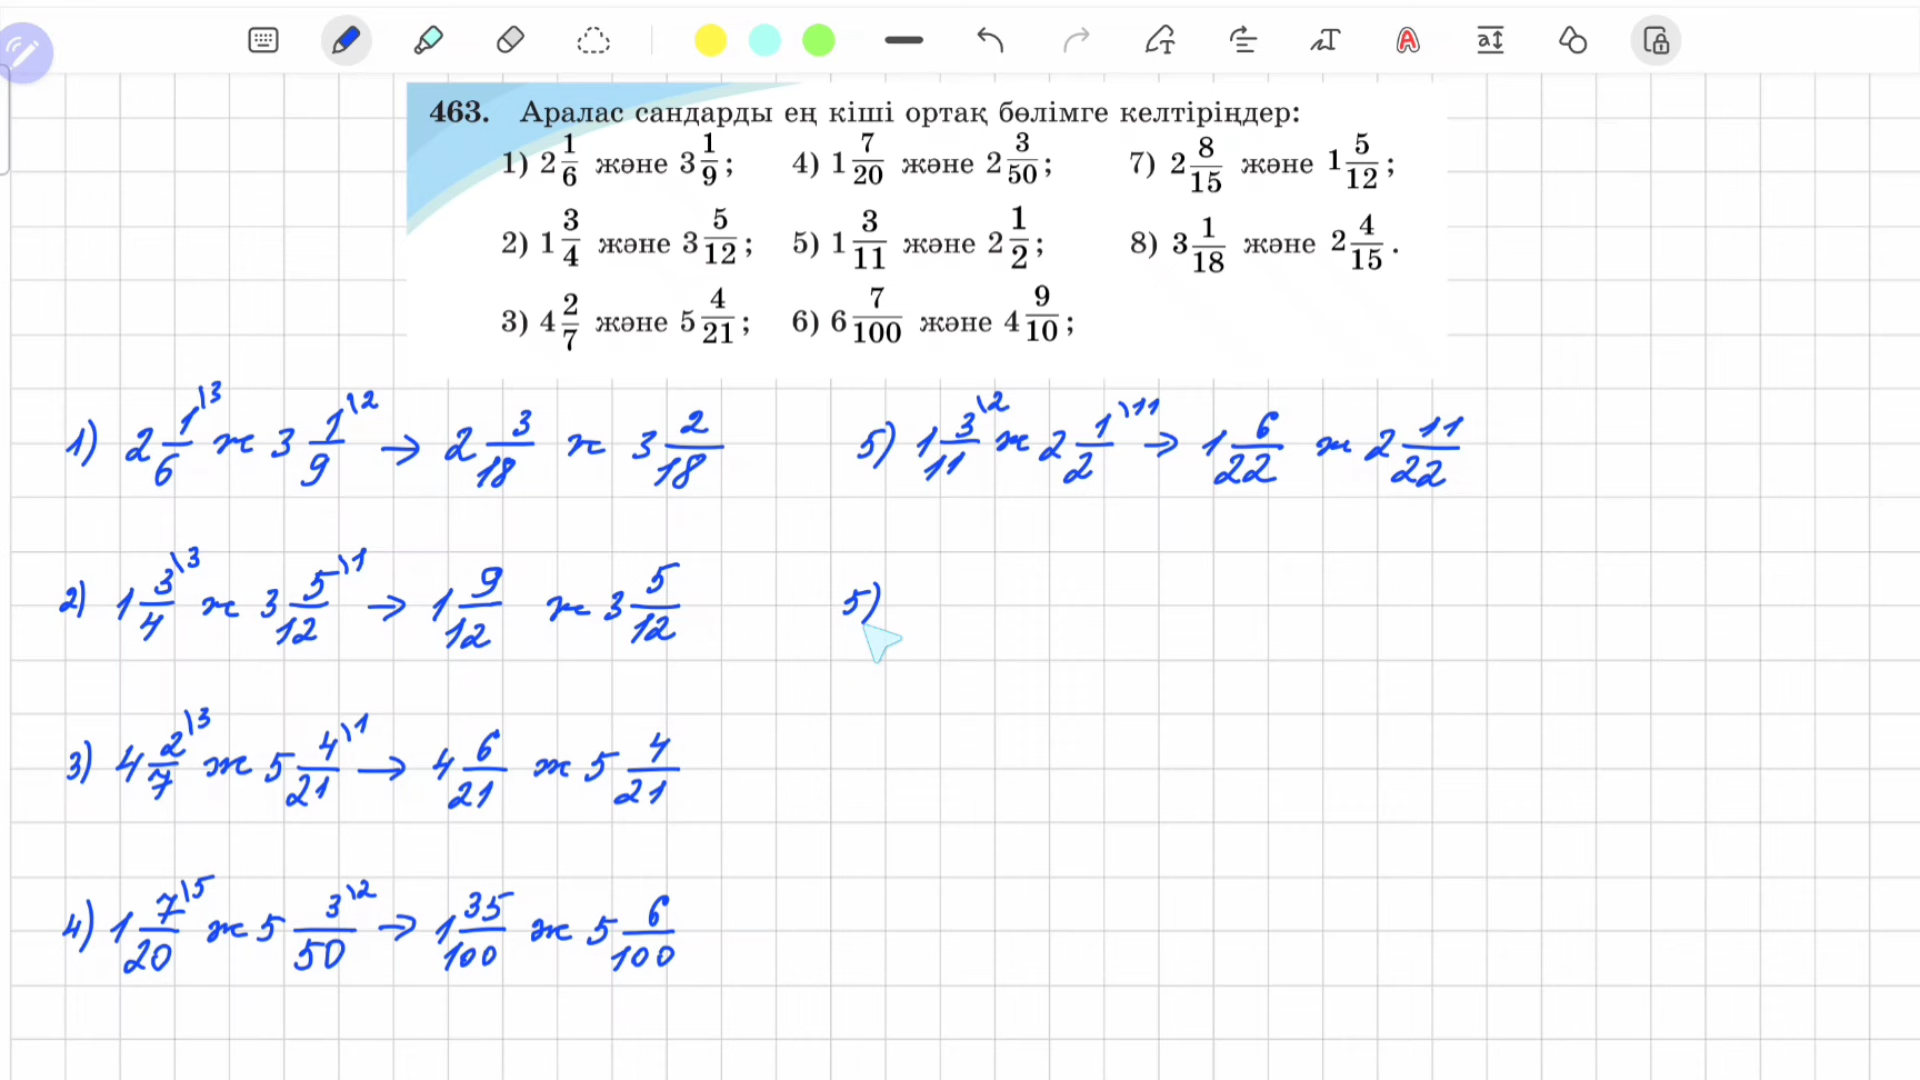 463. Аралас сандарды ең кіші ортақ бөлімге келтіріңдер:
1) 2 1/6 және 3 1/9; 4) 1 7/20 және 2 3/50; 7) 2 8/15 және 1 5/12;
2) 1 3/4 және 3 5/12; 5) 1 3/11 және 2 1/2; 8) 3 1/18 және 2 4/15.
3) 4 2/7 және 5 4/21; 6) 6 7/100 және 4 9/10;
1) 2 1\3/6 ж 3 1\2/9 → 2 3/18 ж 3 2/18
2) 1 3\3/4 ж 3 5\1/12 → 1 9/12 ж 3 5/12
3) 4 2\3/7 ж 5 4\1/21 → 4 6/21 ж 5 4/21
4) 1 7\5/20 ж 5 3\2/50 → 1 35/100 ж 5 6/100
5) 1 3\2/11 ж 2 1\11/2 → 1 6/22 ж 2 11/22
5)